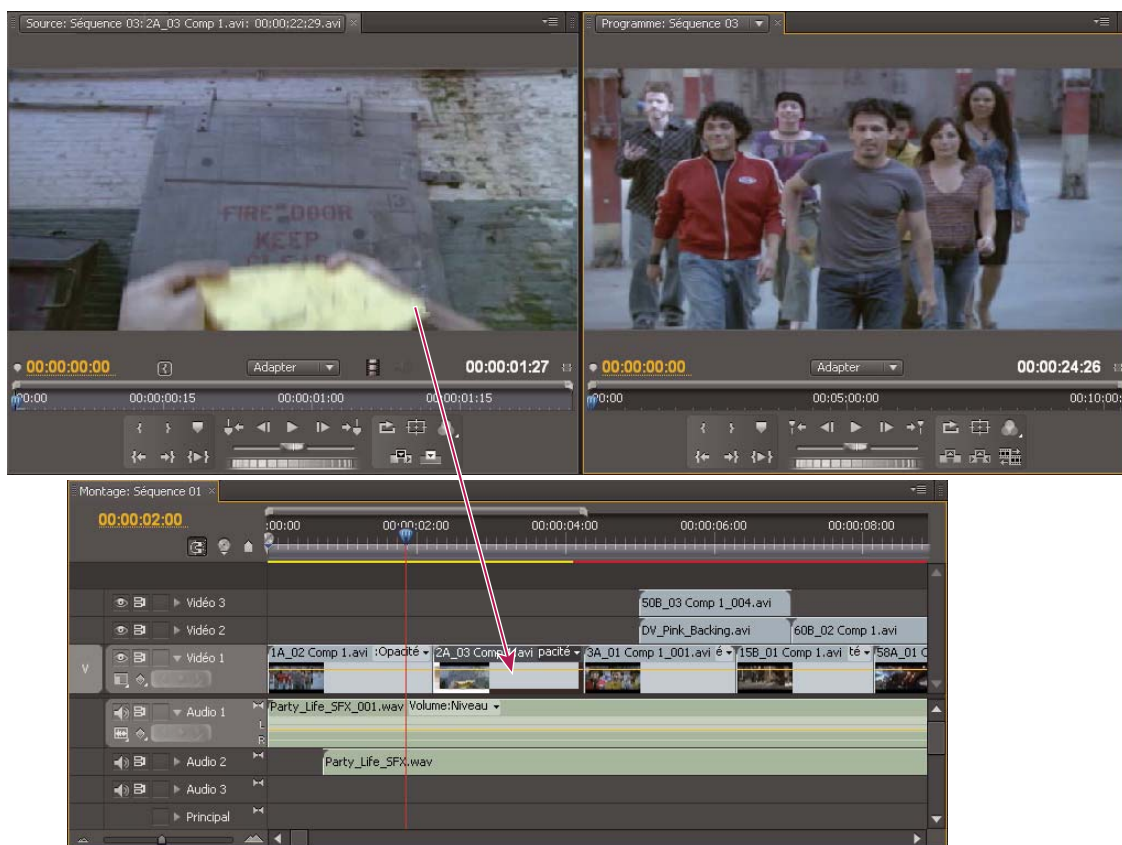 Source: Séquence 03: 2A_03 Comp 1.avi: 00;00;22;29.avi
Programme: Séquence 03
FIRE DOOR
KEEP
00:00:00:00
Adapter
00:00:01:27
00:00:00:00
Adapter
00:00:24:26
00:00:00:15
00:00:01:00
00:00:01:15
00:05:00:00
00:10:00:
Montage: Séquence 01
00:00:02:00
:00:00
00:00:02:00
00:00:04:00
00:00:06:00
00:00:08:00
Vidéo 3
50B_03 Comp 1_004.avi
Vidéo 2
DV_Pink_Backing.avi
60B_02 Comp 1.avi
V
Vidéo 1
1A_02 Comp 1.avi :Opacité
2A_03 Comp 1.avi pacité
3A_01 Comp 1_001.avi é
15B_01 Comp 1.avi té
58A_01 C
Audio 1
Party_Life_SFX_001.wav Volume:Niveau
L
R
Audio 2
Party_Life_SFX.wav
Audio 3
Principal